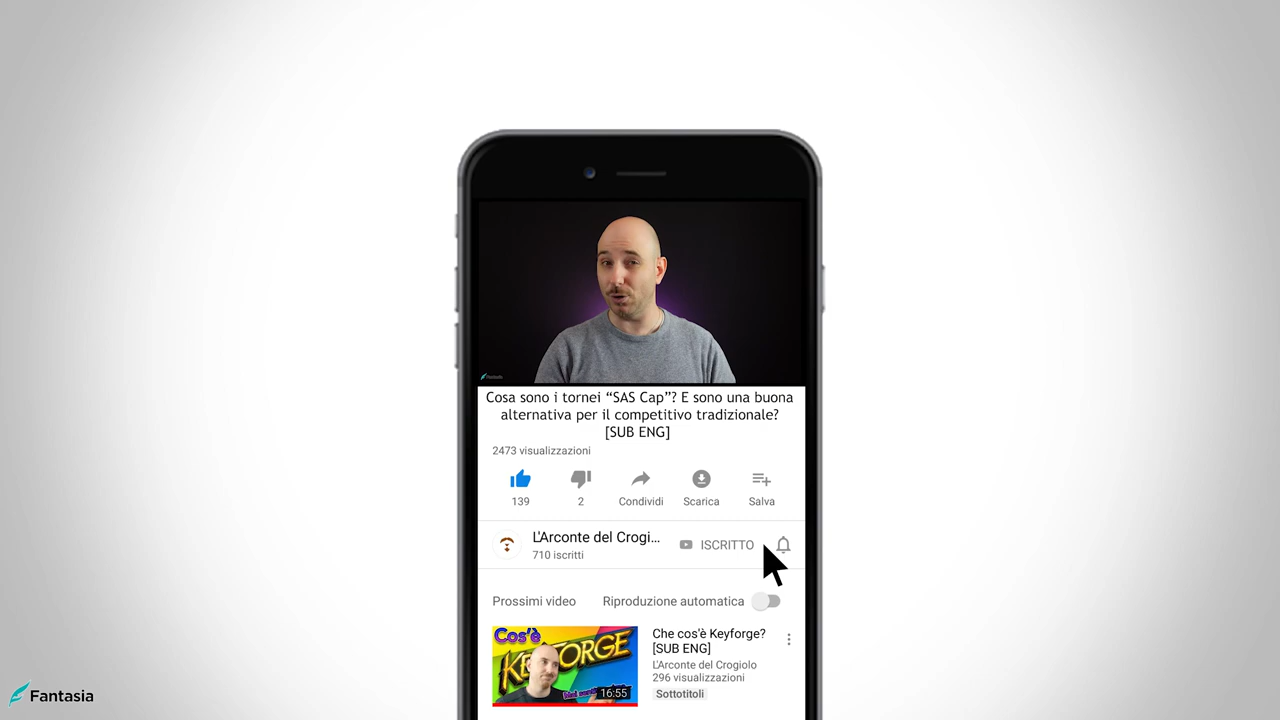 Cosa sono i tornei “SAS Cap”? E sono una buona
alternativa per il competitivo tradizionale?
[SUB ENG]
2473 visualizzazioni
139
2
Condividi
Scarica
Salva
L'Arconte del Crogi...
710 iscritti
ISCRITTO
Prossimi video
Riproduzione automatica
Cos'è
KEYFORGE
16:55
Che cos'è Keyforge?
[SUB ENG]
L'Arconte del Crogiolo
296 visualizzazioni
Sottotitoli
Fantasia